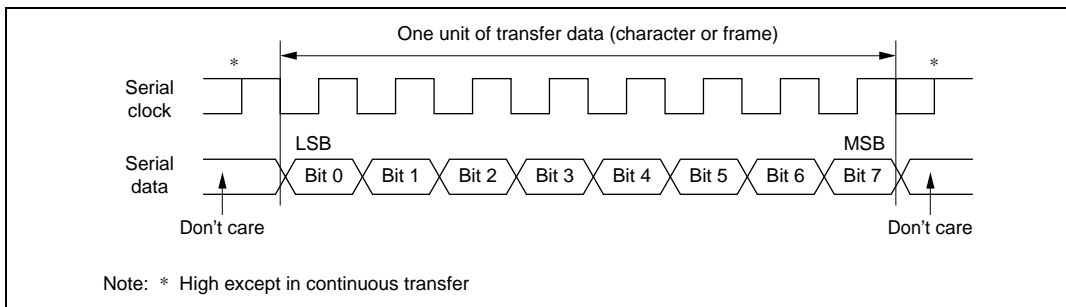 One unit of transfer data (character or frame)
* *
Serial
clock
LSB MSB
Serial
data
Bit 0 Bit 1 Bit 2 Bit 3 Bit 4 Bit 5 Bit 6 Bit 7
Don't care Don't care
Note: * High except in continuous transfer